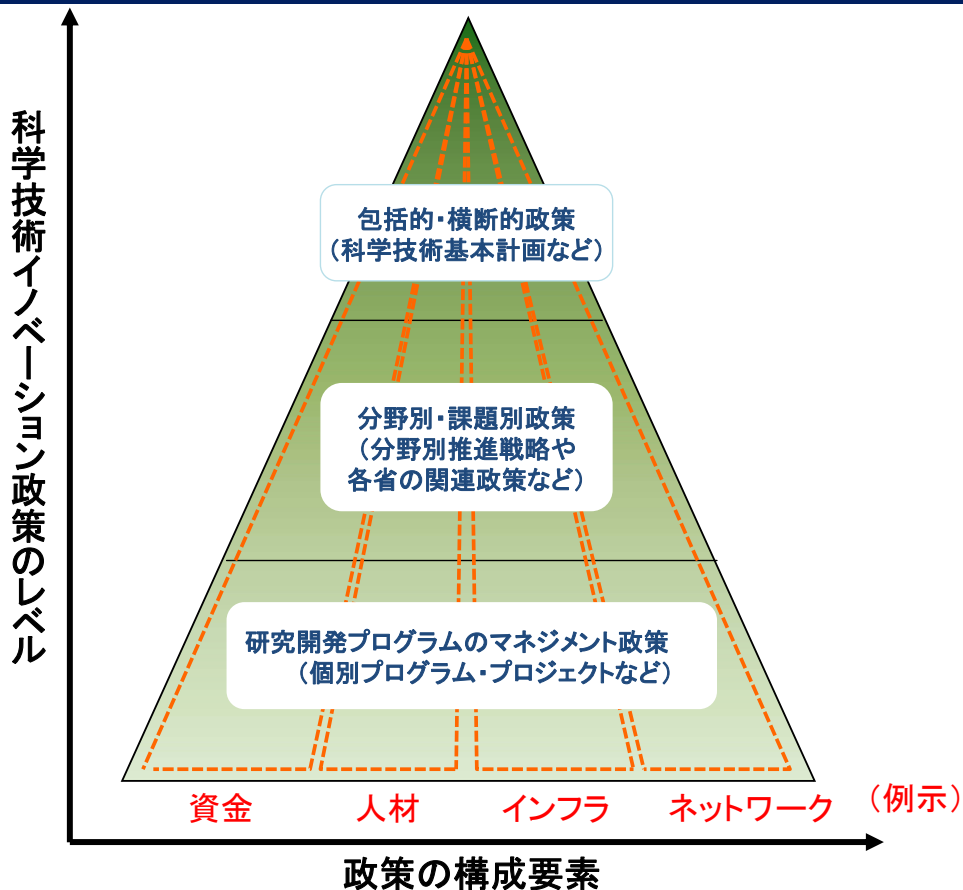 科学技術イノベーション政策のレベル
包括的・横断的政策
（科学技術基本計画など）
分野別・課題別政策
（分野別推進戦略や
各省の関連政策など）
研究開発プログラムのマネジメント政策
（個別プログラム・プロジェクトなど）
資金
人材
インフラ
ネットワーク
（例示）
政策の構成要素